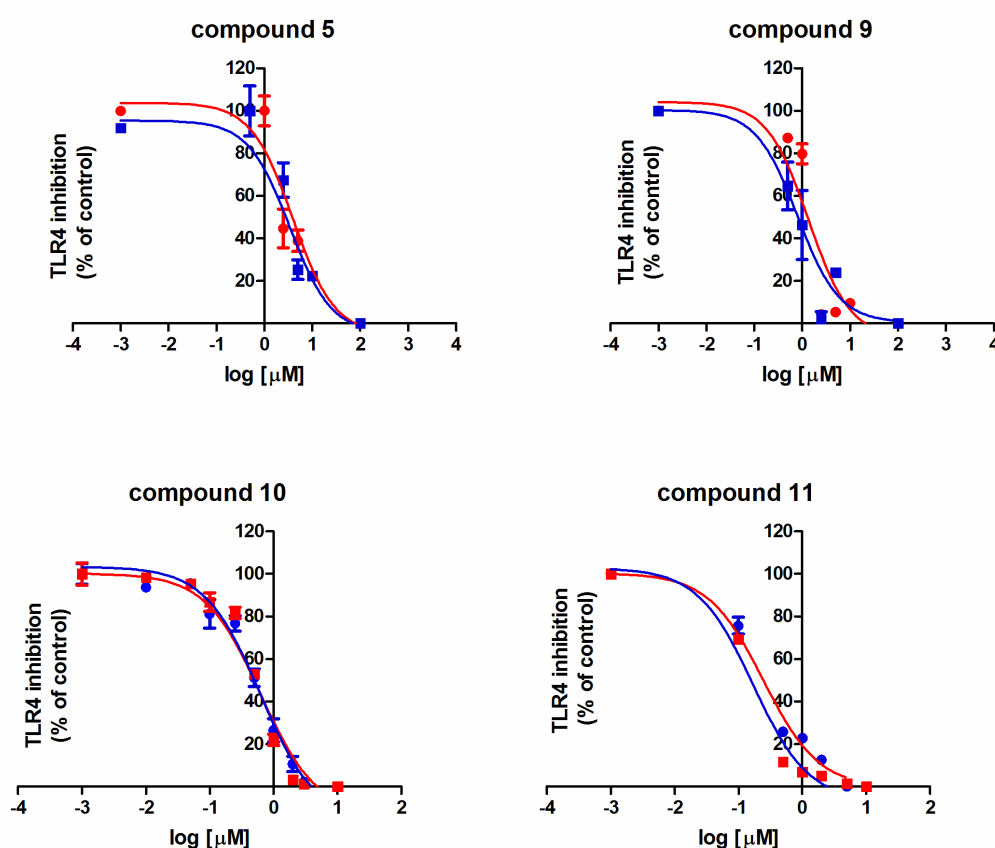 compound 5
120
100
80
60
40
20
TLR4 inhibition
(% of control)
-4 -3 -2 -1 0 1 2 3 4
log [μM]
compound 9
120
100
80
60
40
20
TLR4 inhibition
(% of control)
-4 -3 -2 -1 0 1 2 3 4
log [μM]
compound 10
120
100
80
60
40
20
TLR4 inhibition
(% of control)
-4 -3 -2 -1 0 1 2
log [μM]
compound 11
120
100
80
60
40
20
TLR4 inhibition
(% of control)
-4 -3 -2 -1 0 1 2
log [μM]